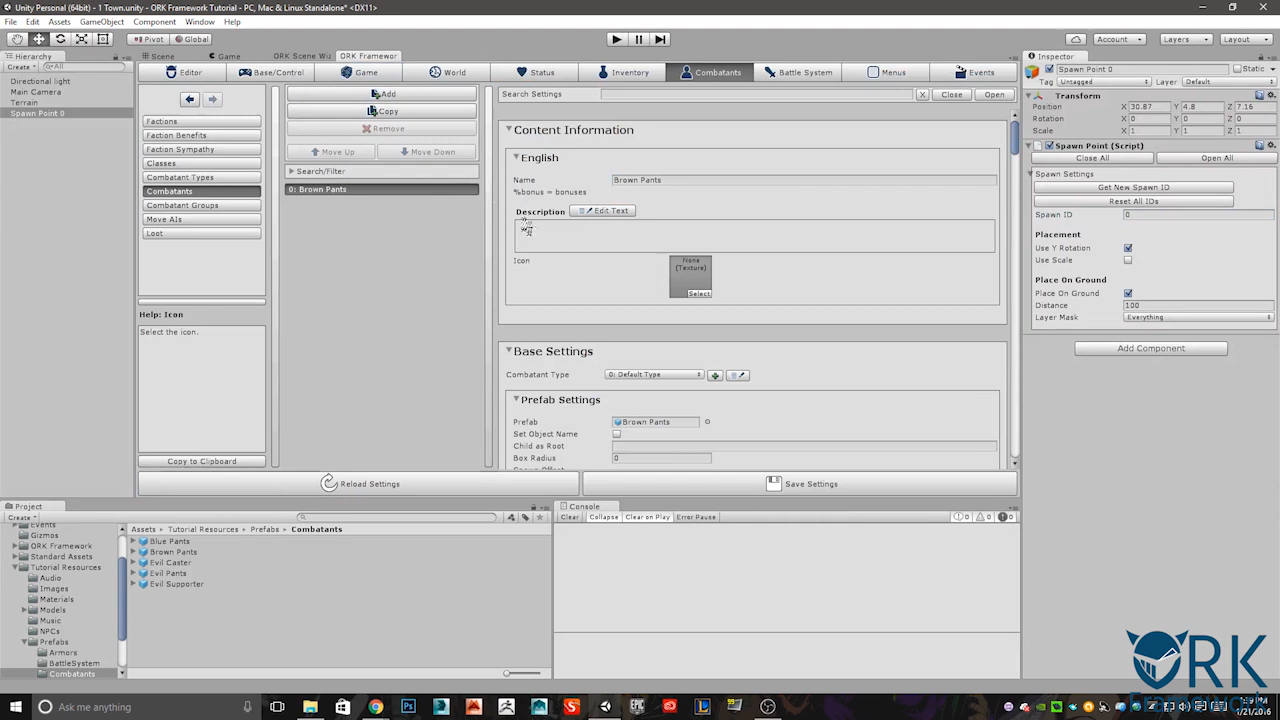 Unity Personal (64bit) - 1 Town.unity - ORK Framework Tutorial - PC, Mac & Linux Standalone* <DX11>
File Edit Assets GameObject Component Window Help
Pivot Global Account Layers Layout
Hierarchy Scene Game ORK Scene Wiz ORK Framewor Inspector
Create All
Directional light
Main Camera
Terrain
Spawn Point 0
Editor Base/Control Game World Status Inventory Combatants Battle System Menus Events
Factions
Faction Benefits
Faction Sympathy
Classes
Combatant Types
Combatants
Combatant Groups
Move AIs
Loot
Help: Icon
Select the icon.
Copy to Clipboard
Add
Copy
Remove
Move Up Move Down
Search/Filter
0: Brown Pants
Search Settings X Close Open
Content Information
English
Name Brown Pants
%bonus = bonuses
Description Edit Text
Icon
None
(Texture)
Select
Base Settings
Combatant Type 0: Default Type
Prefab Settings
Prefab Brown Pants
Set Object Name
Child as Root
Box Radius 0
Reload Settings Save Settings
Spawn Point 0 Static
Tag Untagged Layer Default
Transform
Position X 30.87 Y 4.8 Z 7.16
Rotation X 0 Y 0 Z 0
Scale X 1 Y 1 Z 1
Spawn Point (Script)
Close All Open All
Spawn Settings
Get New Spawn ID
Reset All IDs
Spawn ID 0
Placement
Use Y Rotation
Use Scale
Place On Ground
Place On Ground
Distance 100
Layer Mask Everything
Add Component
Project
Create
Events
Gizmos
ORK Framework
Standard Assets
Tutorial Resources
Audio
Images
Materials
Models
Music
NPCs
Prefabs
Armors
BattleSystem
Combatants
Assets Tutorial Resources Prefabs Combatants
Blue Pants
Brown Pants
Evil Caster
Evil Pants
Evil Supporter
Console
Clear Collapse Clear on Play Error Pause 0 0 0
ORK
Ask me anything
7/21/2016